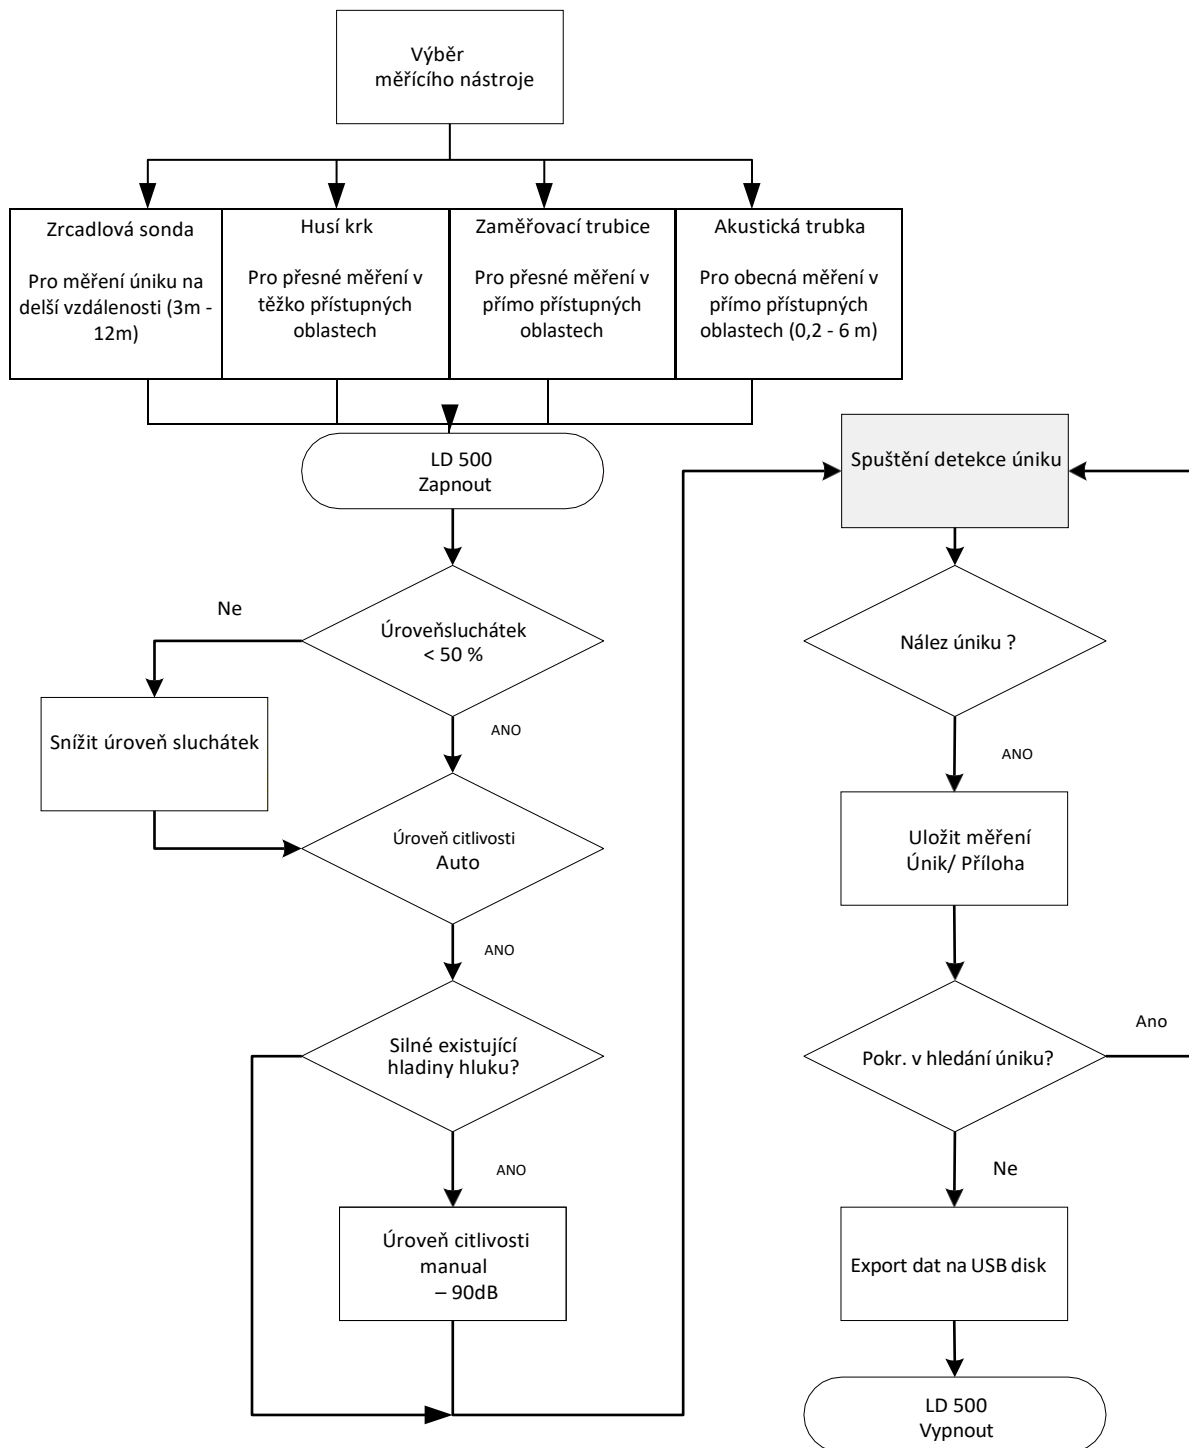 Výběr
měřícího nástroje
Zrcadlová sonda
Pro měření úniku na
delší vzdálenosti (3m -
12m)
Husí krk
Pro přesné měření v
těžko přístupných
oblastech
Zaměřovací trubice
Pro přesné měření v
přímo přístupných
oblastech
Akustická trubka
Pro obecná měření v
přímo přístupných
oblastech (0,2 - 6 m)
LD 500
Zapnout
Ne
Úroveňsluchátek
< 50 %
Snížit úroveň sluchátek
ANO
Úroveň citlivosti
Auto
ANO
Silné existující
hladiny hluku?
ANO
Úroveň citlivosti
manual
– 90dB
Spuštění detekce úniku
Nález úniku ?
ANO
Uložit měření
Únik/ Příloha
Ano
Pokr. v hledání úniku?
Ne
Export dat na USB disk
LD 500
Vypnout